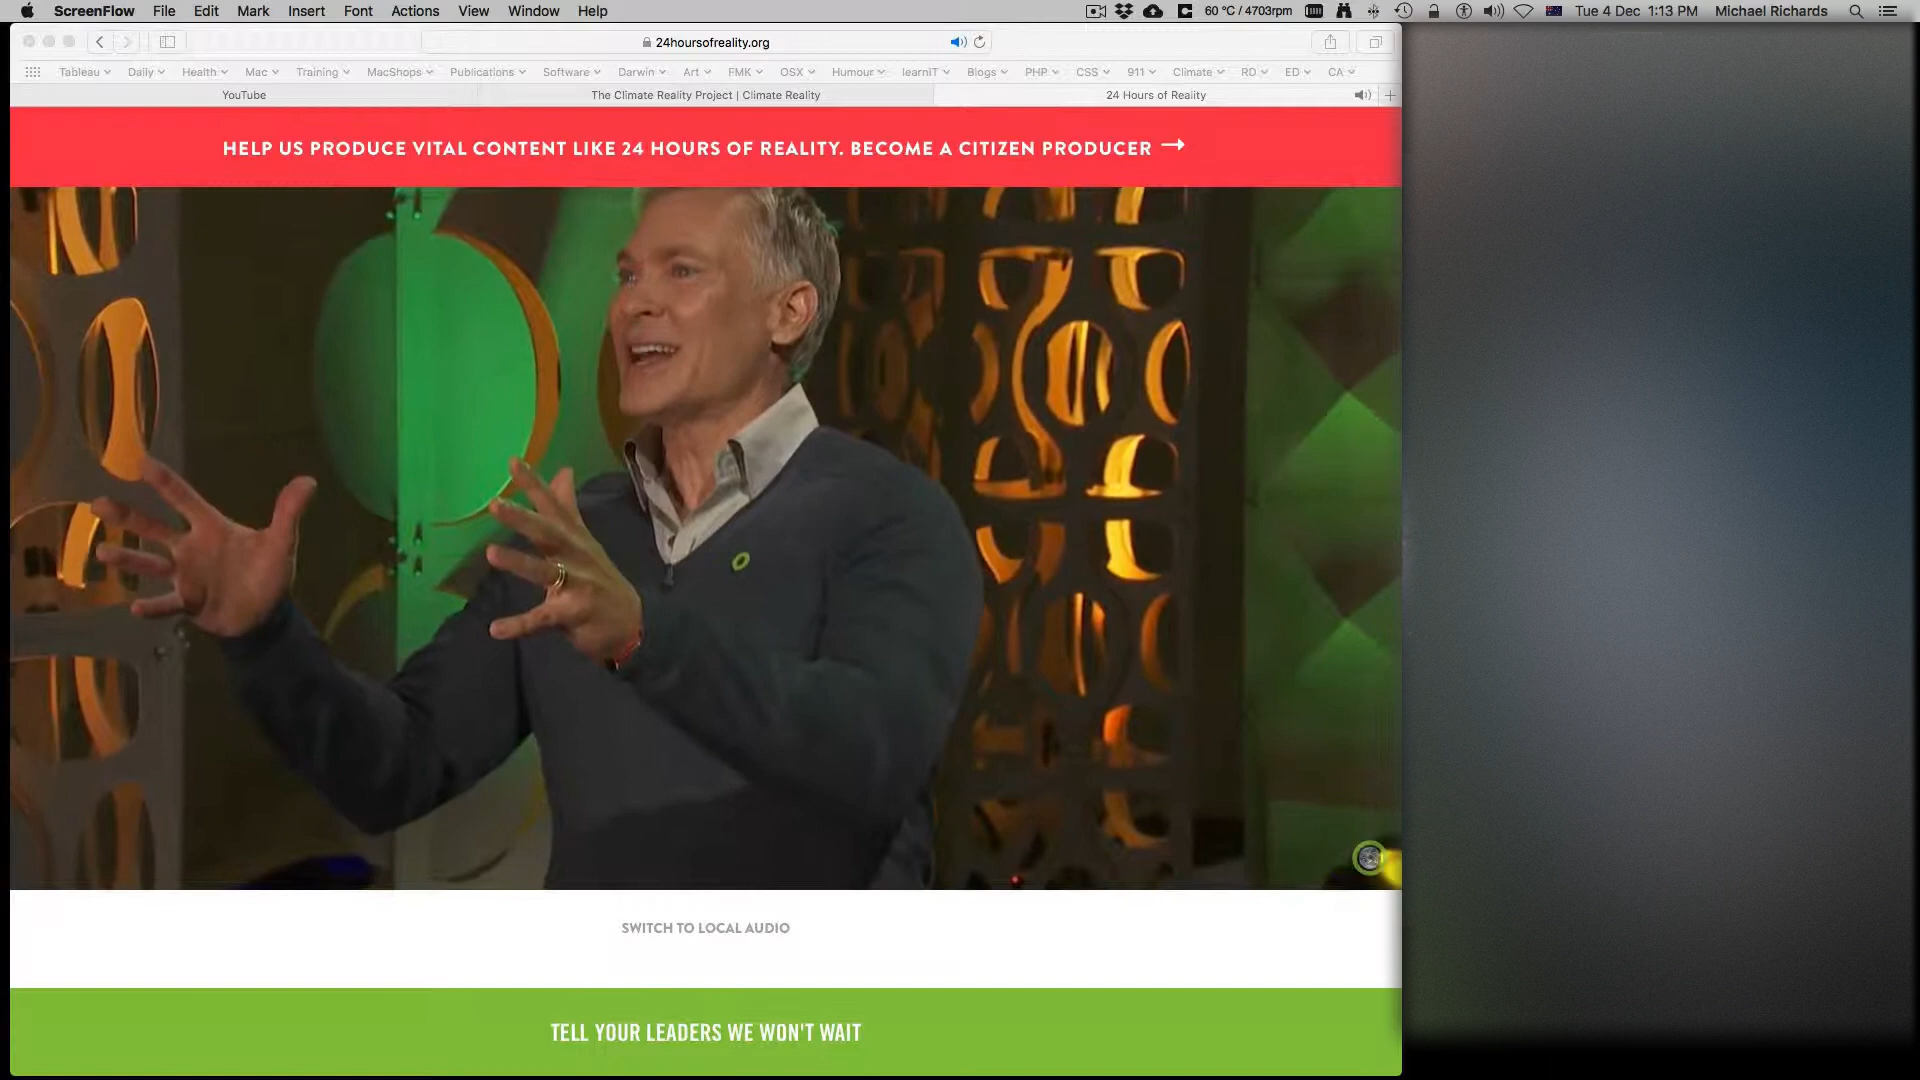 ScreenFlow File Edit Mark Insert Font Actions View Window Help 60 °C / 4703rpm Tue 4 Dec 1:13 PM Michael Richards
24hoursofreality.org
Tableau Daily Health Mac Training MacShops Publications Software Darwin Art FMK OSX Humour learnIT Blogs PHP CSS 911 Climate RD ED CA
YouTube The Climate Reality Project | Climate Reality 24 Hours of Reality
HELP US PRODUCE VITAL CONTENT LIKE 24 HOURS OF REALITY. BECOME A CITIZEN PRODUCER →
SWITCH TO LOCAL AUDIO
TELL YOUR LEADERS WE WON'T WAIT